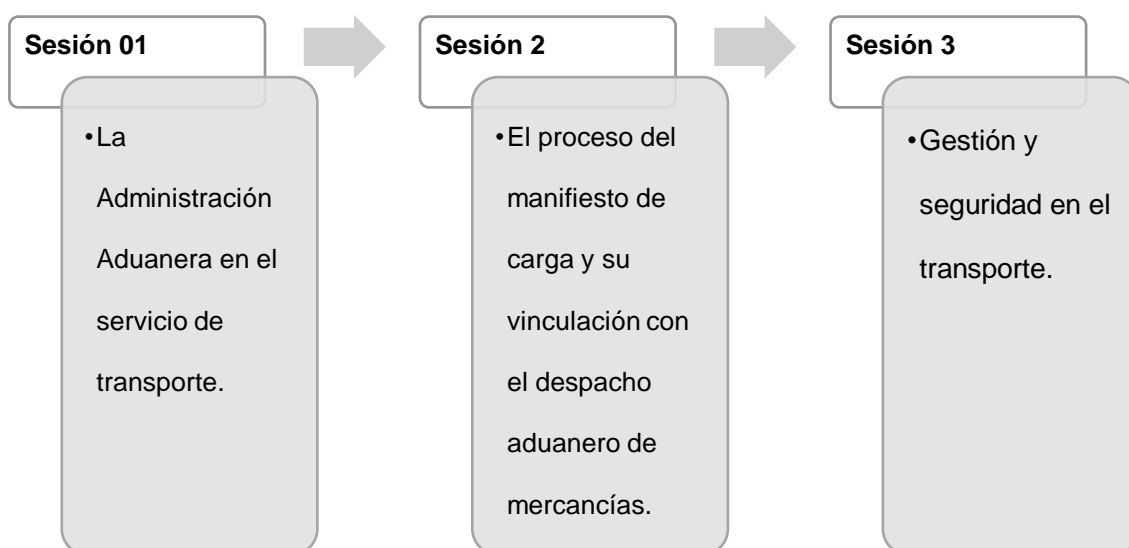 Sesión 01
•La
Administración
Aduanera en el
servicio de
transporte.
Sesión 2
•El proceso del
manifiesto de
carga y su
vinculación con
el despacho
aduanero de
mercancías.
Sesión 3
•Gestión y
seguridad en el
transporte.